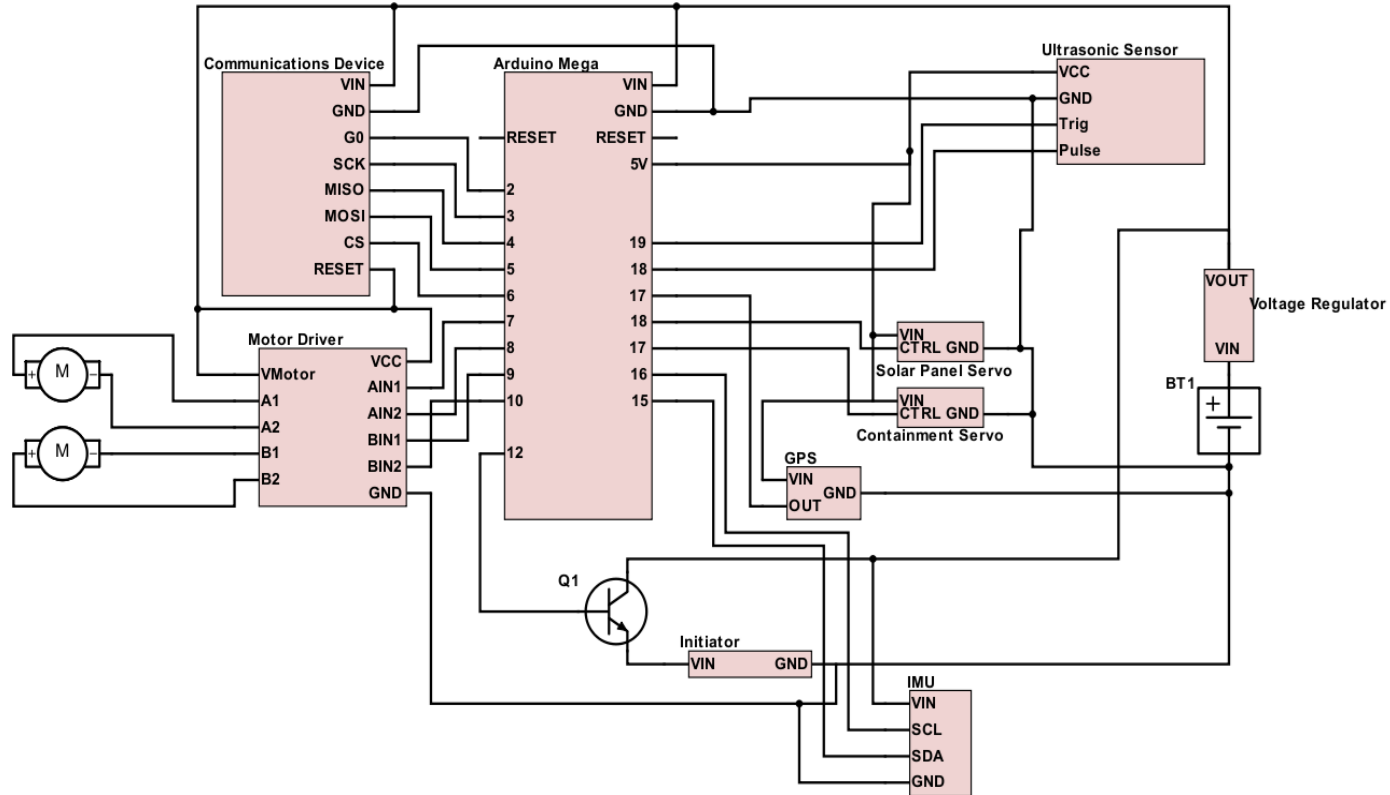 Communications Device
VIN
GND
G0
SCK
MISO
MOSI
CS
RESET
Arduino Mega
VIN
GND
RESET
RESET
5V
2
3
4
5
6
7
8
9
10
12
19
18
17
18
17
16
15
Ultrasonic Sensor
VCC
GND
Trig
Pulse
VOUT
Voltage Regulator
VIN
BT1
+
Motor Driver
VMotor
A1
A2
B1
B2
VCC
AIN1
AIN2
BIN1
BIN2
GND
+ M -
+ M -
VIN
CTRL GND
Solar Panel Servo
VIN
CTRL GND
Containment Servo
GPS
VIN
GND
OUT
Q1
Initiator
VIN GND
IMU
VIN
SCL
SDA
GND